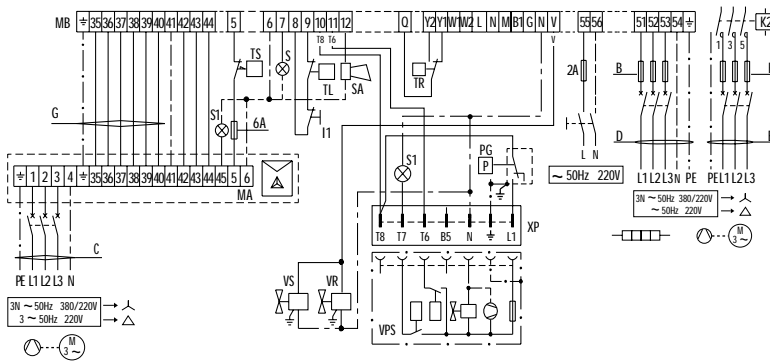 MB 35 36 37 38 39 40 41 42 43 44 5 6 7 8 9 10 11 12 Q Y2 Y1 W1 W2 L N M B1 G N V 55 56 51 52 53 54
T8 T6 V
1 3 5
TS S TL SA TR 2A B
G S1 6A I1
S1 PG P
D
L N
~ 50Hz 220V
L1 L2 L3 N PE
PE L1 L2 L3
3N ~ 50Hz 380/220V
~ 50Hz 220V
M
3 ~
35 36 37 38 39 40 41 42 43 44 45 5 6
1 2 3 4
MA
C
PE L1 L2 L3 N
3N ~ 50Hz 380/220V
3 ~ 50Hz 220V
M
3 ~
XP
T8 T7 T6 B5 N L1
VS VR
VPS